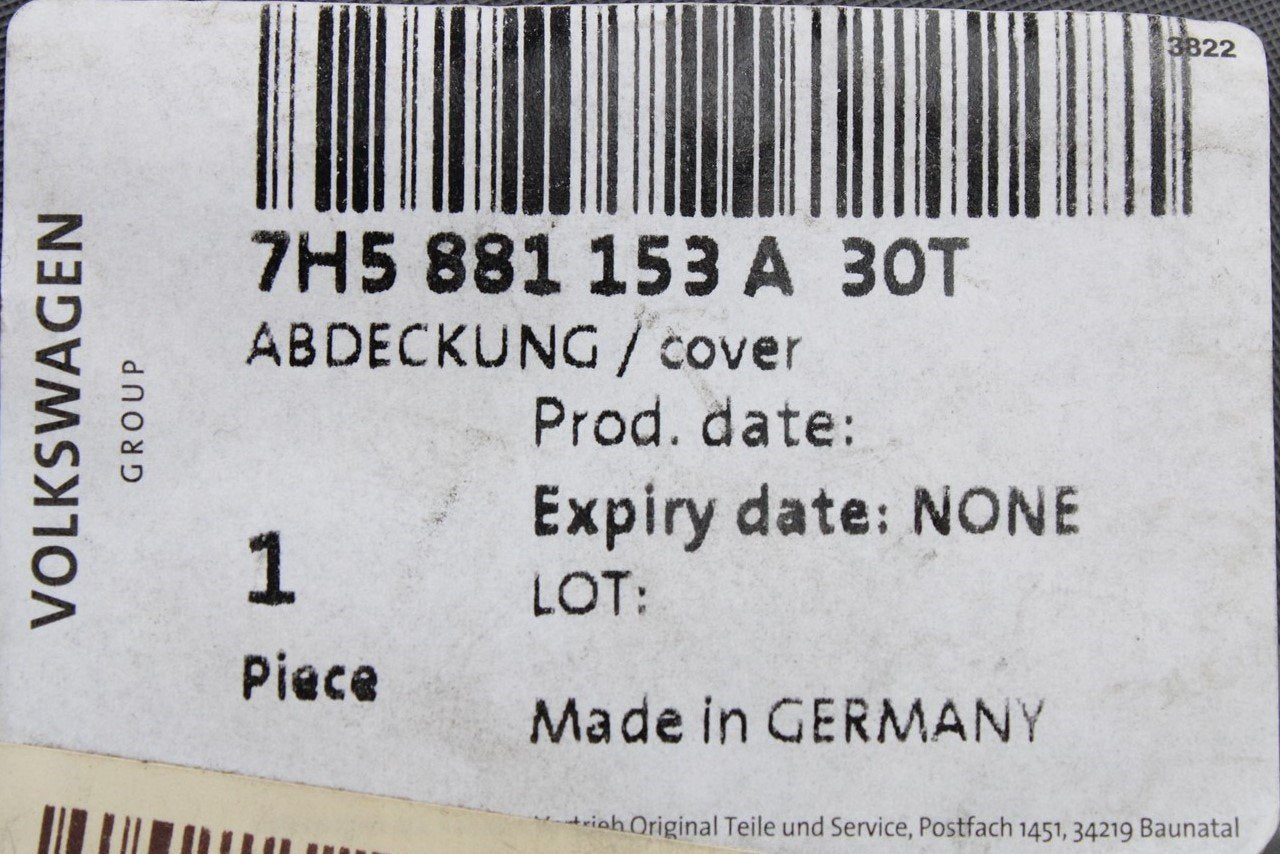 3822
7H5 881 153 A 30T
ABDECKUNG / cover
Prod. date:
Expiry date: NONE
LOT:
1
Piece
Made in GERMANY
VOLKSWAGEN
GROUP
Original Teile und Service, Postfach 1451, 34219 Baunatal